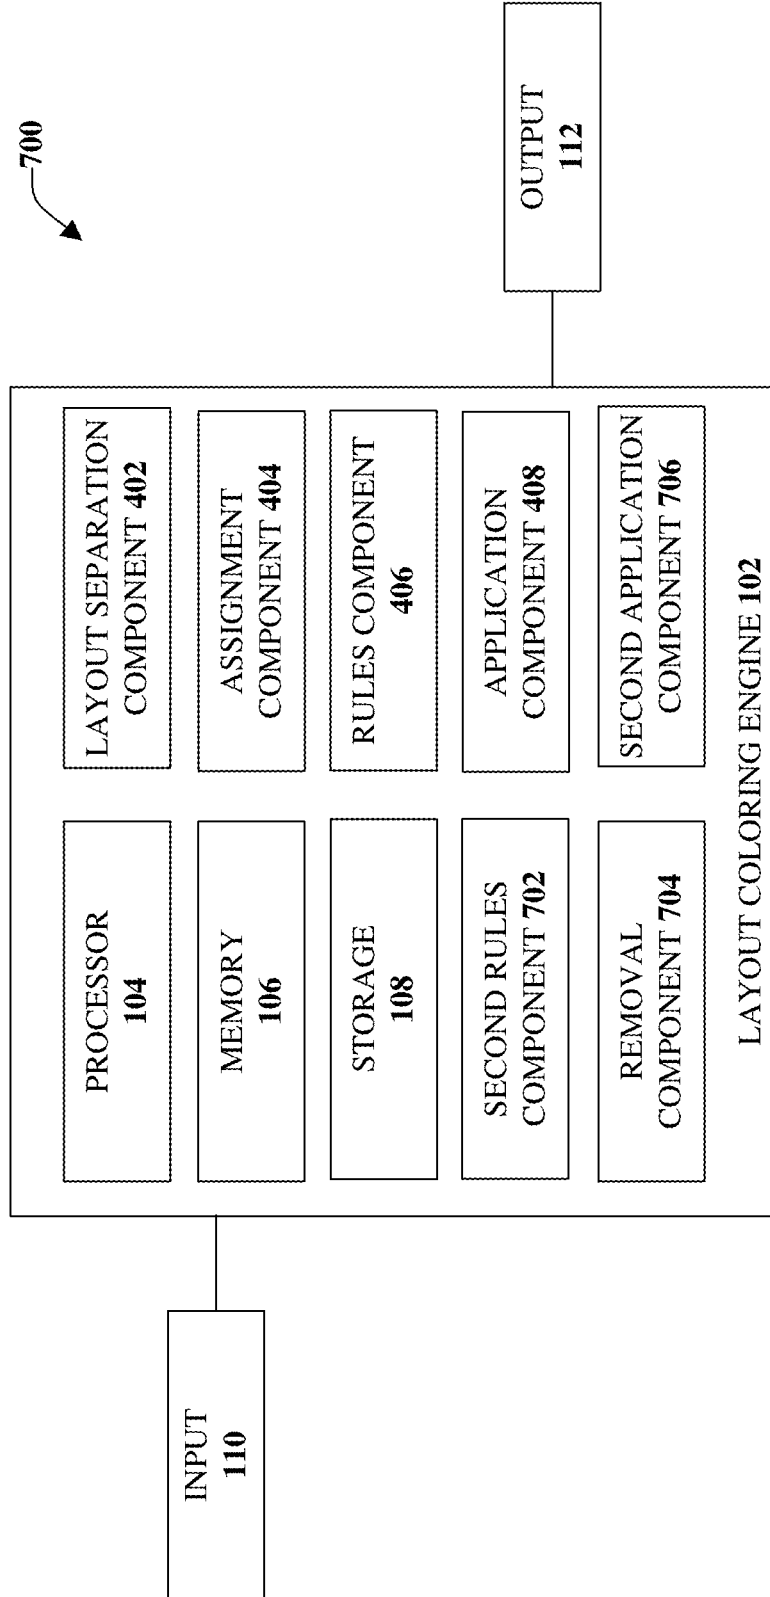 700
INPUT
110
PROCESSOR
104
LAYOUT SEPARATION
COMPONENT 402
MEMORY
106
ASSIGNMENT
COMPONENT 404
STORAGE
108
RULES COMPONENT
406
SECOND RULES
COMPONENT 702
APPLICATION
COMPONENT 408
REMOVAL
COMPONENT 704
SECOND APPLICATION
COMPONENT 706
LAYOUT COLORING ENGINE 102
OUTPUT
112